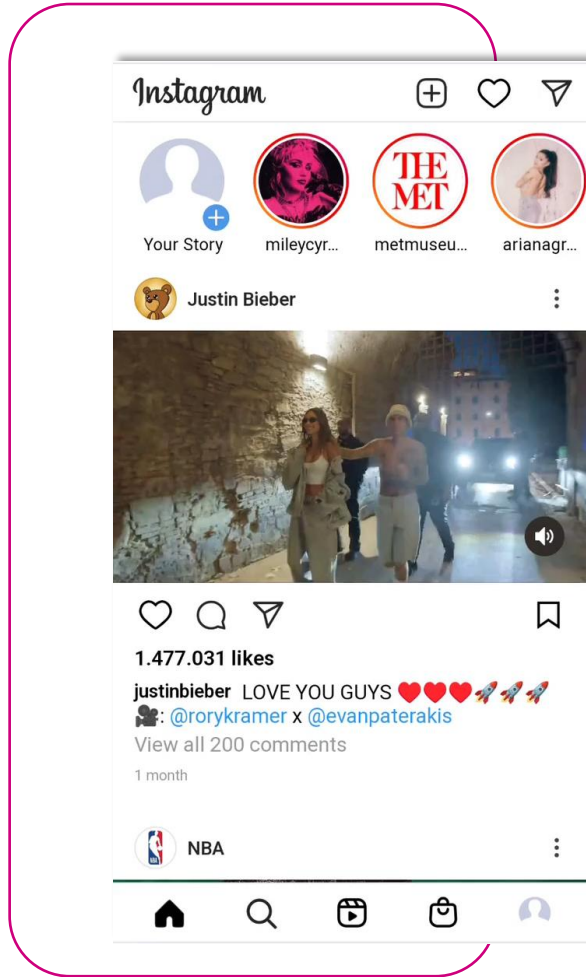 Instagram
THE
MET
Your Story mileycyr... metmuseu... arianagr...
Justin Bieber
1.477.031 likes
justinbieber LOVE YOU GUYS ♥️♥️♥️🚀🚀🚀
🎥: @rorykramer x @evanpaterakis
View all 200 comments
1 month
NBA